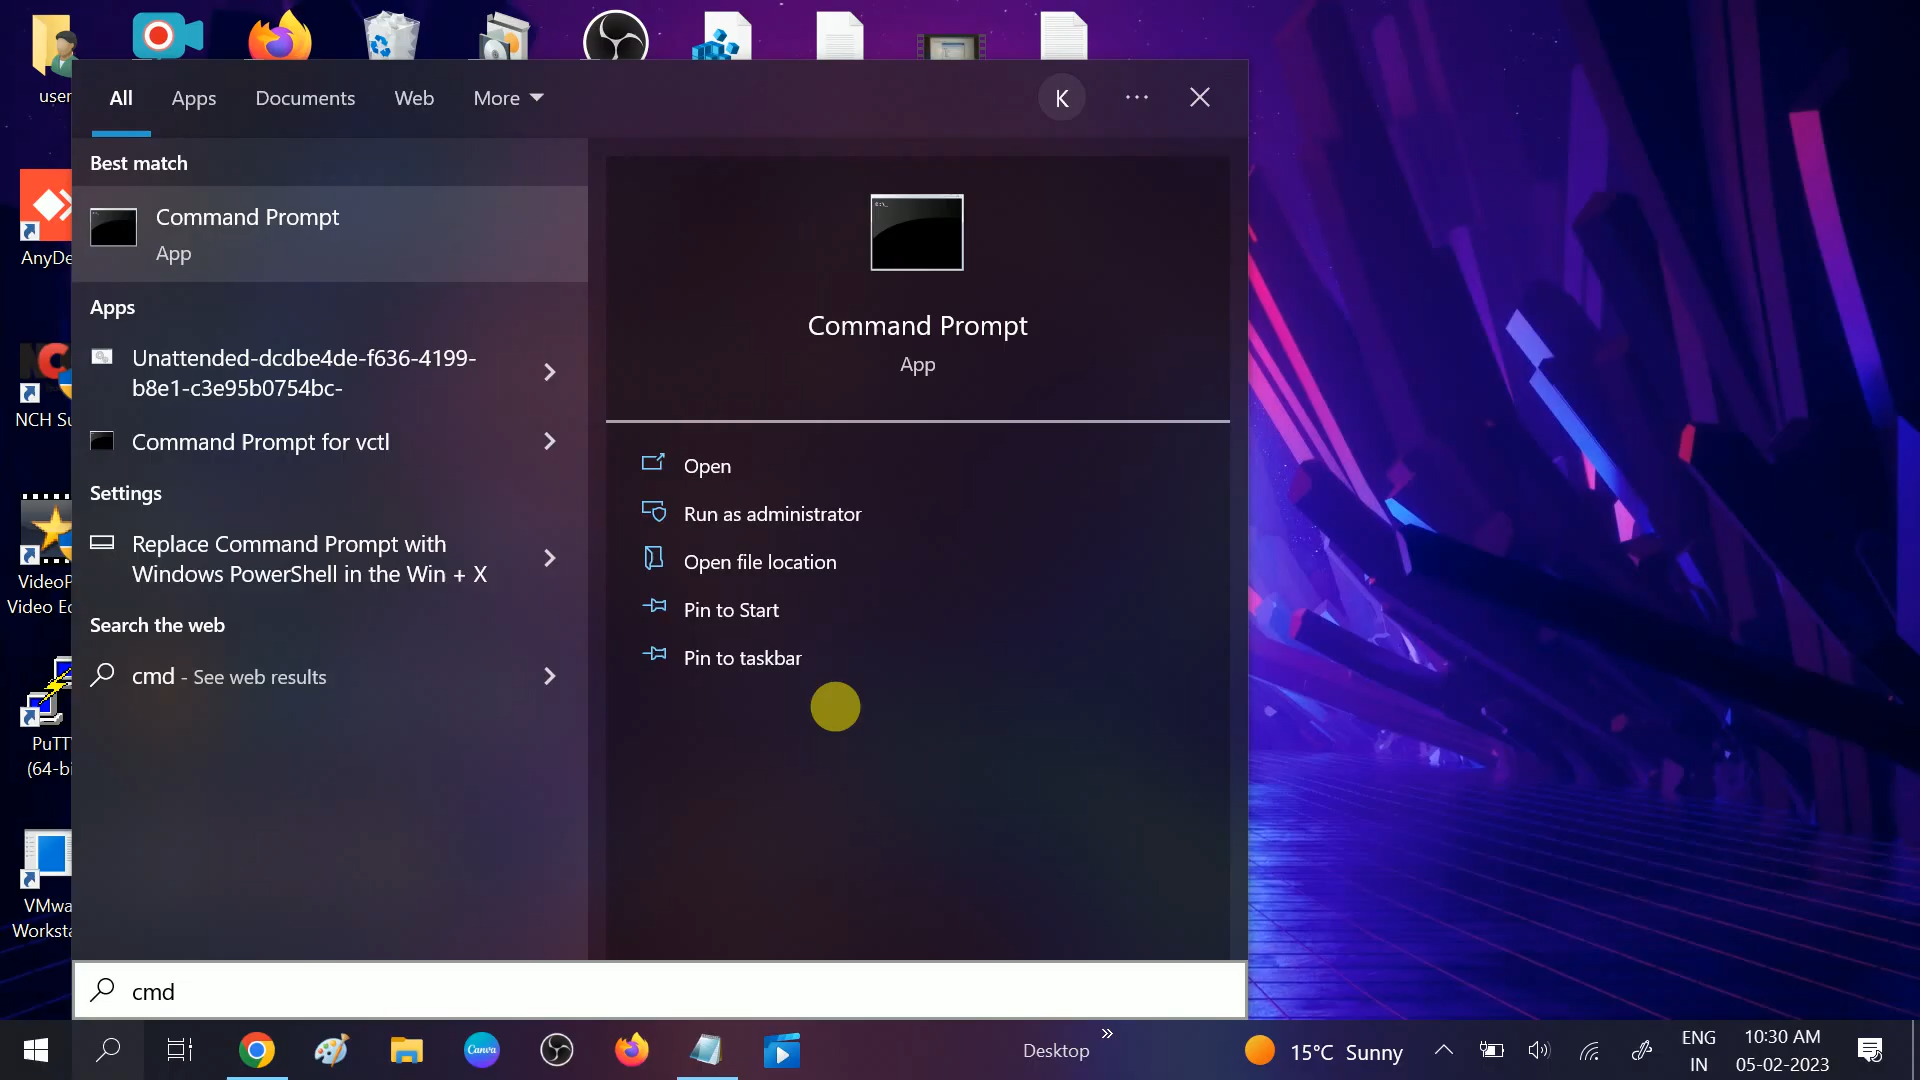 user
All
Apps
Documents
Web
More
K
Best match
Command Prompt
App
Apps
Unattended-dcdbe4de-f636-4199-
b8e1-c3e95b0754bc-
Command Prompt for vctl
Settings
Replace Command Prompt with
Windows PowerShell in the Win + X
Search the web
cmd - See web results
Command Prompt
App
Open
Run as administrator
Open file location
Pin to Start
Pin to taskbar
AnyDe
NCH Su
VideoP
Video Ed
PuTT
(64-bi
VMwa
Worksta
cmd
Canva
Desktop
15°C Sunny
ENG
IN
10:30 AM
05-02-2023